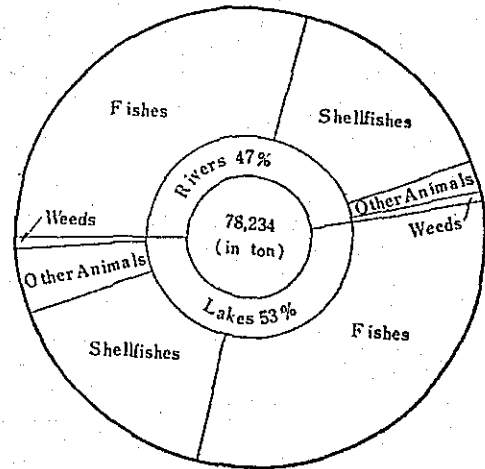 Fishes
Shellfishes
Rivers 47%
Other Animals
Weeds
78,234
(in ton)
Weeds
Other Animals
Lakes 53%
Fishes
Shellfishes